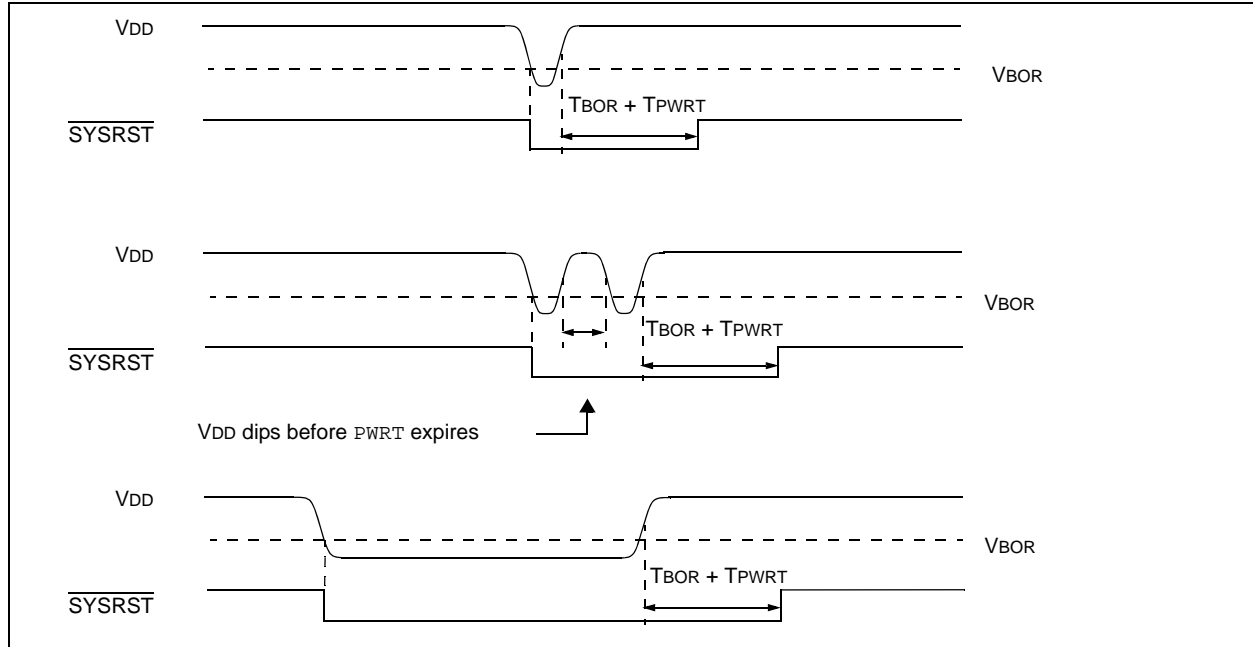 VDD
VBOR
TBOR + TPWRT
SYSRST
VDD
VBOR
TBOR + TPWRT
SYSRST
VDD dips before PWRT expires
VDD
VBOR
TBOR + TPWRT
SYSRST